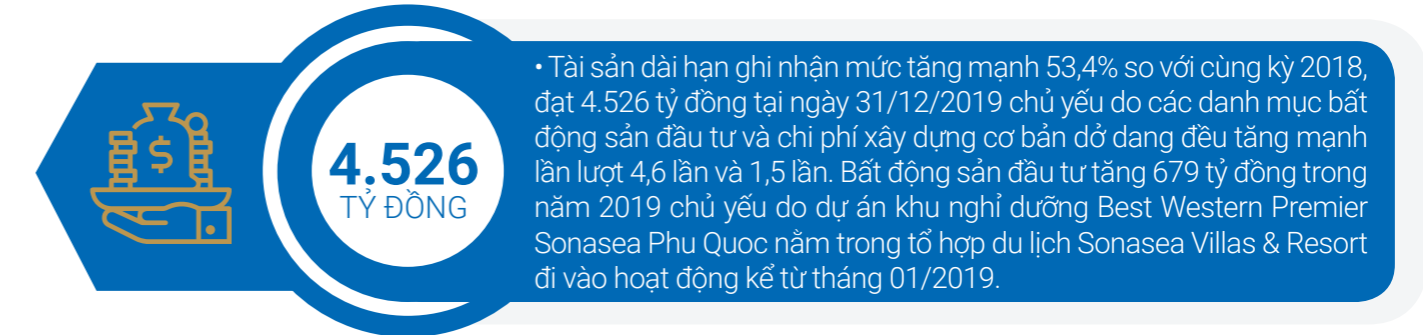 4.526
TỶ ĐỒNG
• Tài sản dài hạn ghi nhận mức tăng mạnh 53,4% so với cùng kỳ 2018,
đạt 4.526 tỷ đồng tại ngày 31/12/2019 chủ yếu do các danh mục bất
động sản đầu tư và chi phí xây dựng cơ bản dở dang đều tăng mạnh
lần lượt 4,6 lần và 1,5 lần. Bất động sản đầu tư tăng 679 tỷ đồng trong
năm 2019 chủ yếu do dự án khu nghỉ dưỡng Best Western Premier
Sonasea Phu Quoc nằm trong tổ hợp du lịch Sonasea Villas & Resort
đi vào hoạt động kể từ tháng 01/2019.